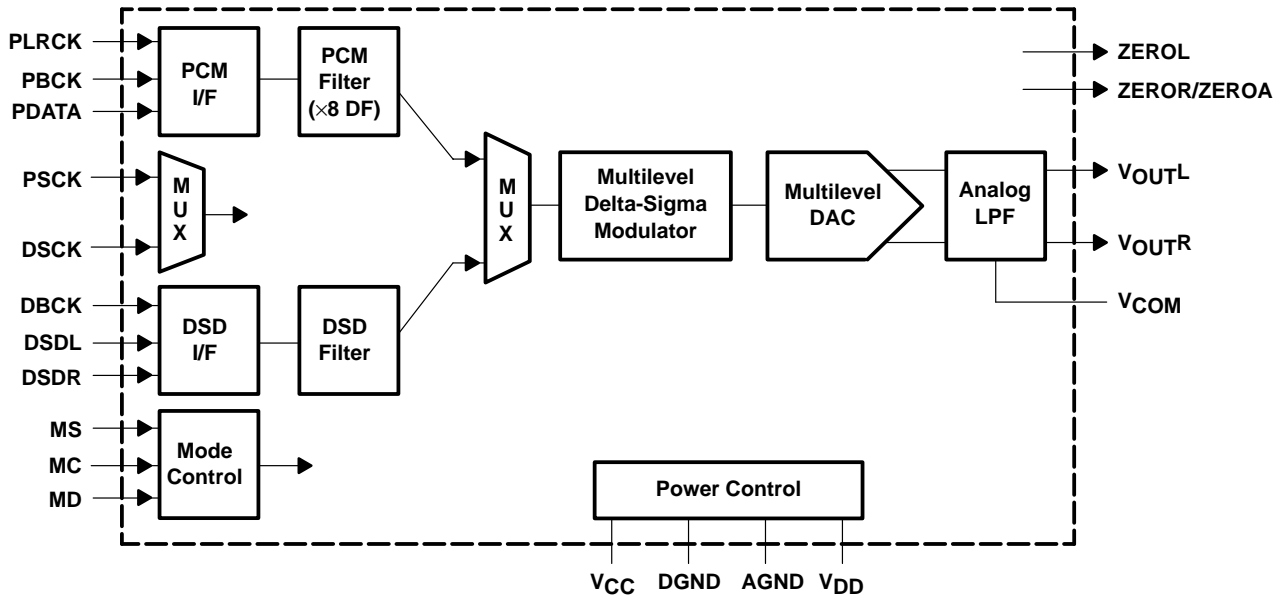 PLRCK
PBCK
PDATA
PCM
I/F
PCM
Filter
(×8 DF)
ZEROL
ZEROR/ZEROA
PSCK
DSCK
MUX
MUX
Multilevel
Delta-Sigma
Modulator
Multilevel
DAC
Analog
LPF
VOUTL
VOUTR
VCOM
DBCK
DSDL
DSDR
DSD
I/F
DSD
Filter
MS
MC
MD
Mode
Control
Power Control
VCC DGND AGND VDD